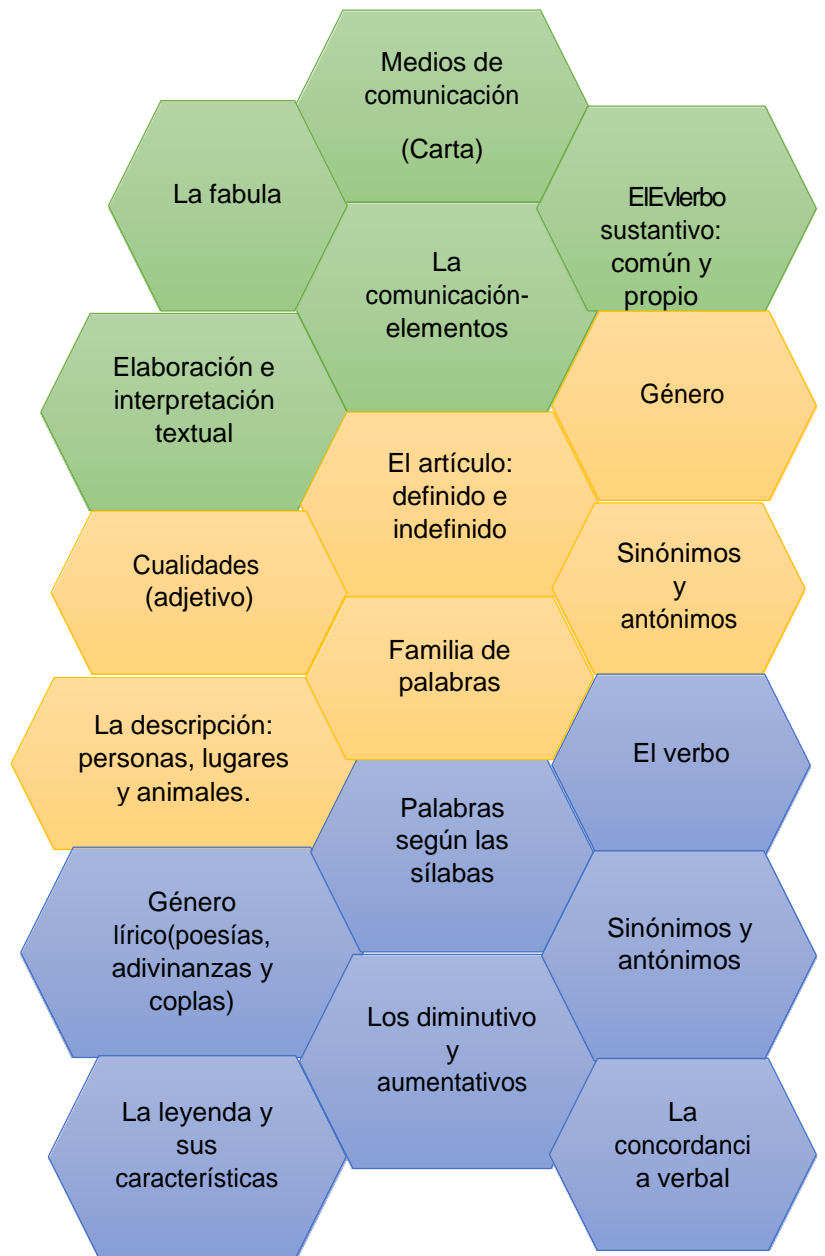 Medios de
comunicación
(Carta)
La fabula
sustantivo:
común y
propio
La
comunicación-
elementos
Elaboración e
interpretación
textual
Género
El artículo:
definido e
indefinido
Cualidades
(adjetivo)
Sinónimos
y
antónimos
Familia de
palabras
La descripción:
personas, lugares
y animales.
El verbo
Palabras
según las
sílabas
Género
lírico(poesías,
adivinanzas y
coplas)
Sinónimos y
antónimos
Los diminutivo
y
aumentativos
La leyenda y
sus
características
La
concordanci
a verbal